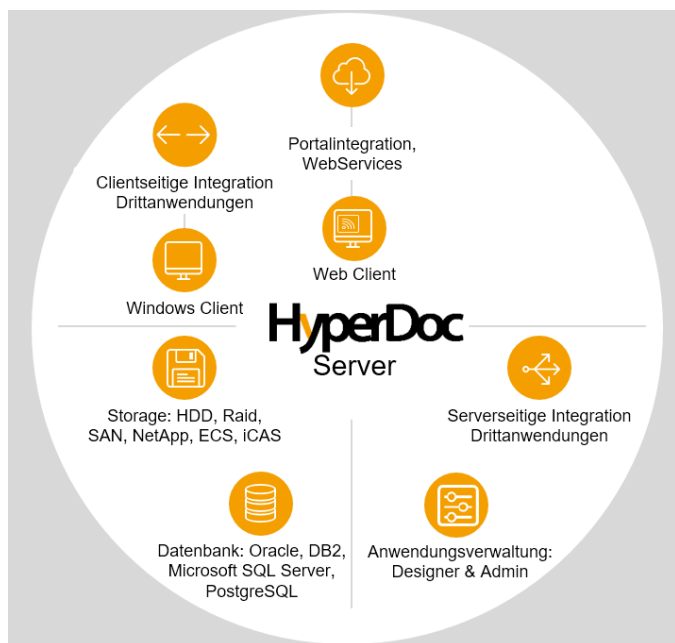 Portalintegration,
WebServices
Clientseitige Integration
Drittanwendungen
Web Client
Windows Client
HyperDoc
Server
Storage: HDD, Raid,
SAN, NetApp, ECS, iCAS
Serverseitige Integration
Drittanwendungen
Datenbank: Oracle, DB2,
Microsoft SQL Server,
PostgreSQL
Anwendungsverwaltung:
Designer & Admin